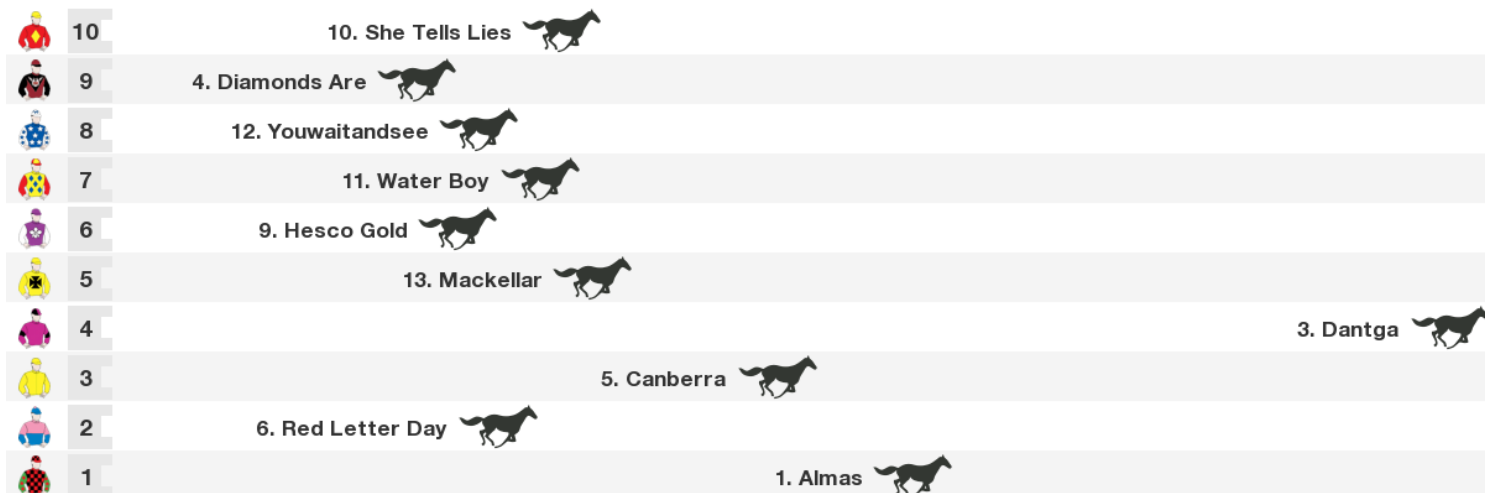 10 10. She Tells Lies
9 4. Diamonds Are
8 12. Youwaitandsee
7 11. Water Boy
6 9. Hesco Gold
5 13. Mackellar
4 3. Dantga
3 5. Canberra
2 6. Red Letter Day
1 1. Almas